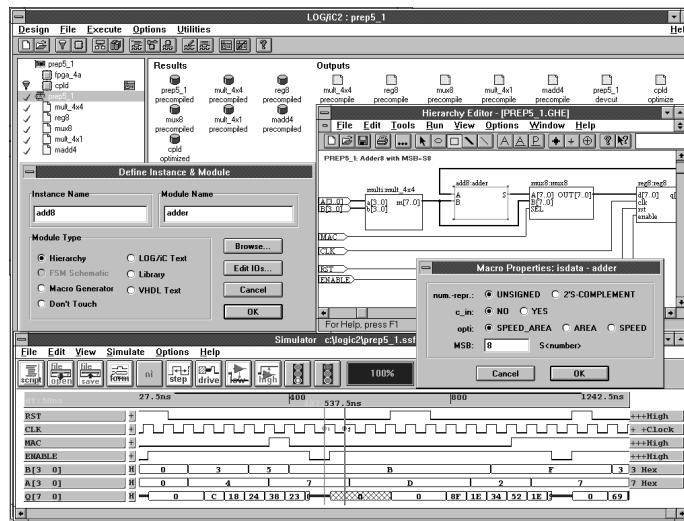 LOG/iC2 : prep5_1
Design File Execute Options Utilities Hel
prep5_1
fpga_4a
cpld
prep5_1
mult_4x4
reg8
mux8
mult_4x1
madd4
Results
prep5_1 mult_4x4 reg8
precompiled precompiled precompiled
mux8 mult_4x1 madd4
precompiled precompiled precompiled
cpld
optimized
Outputs
mult_4x4 reg8 mux8 mult_4x1 madd4 prep5_1 cpld
precompile precompile precompile precompile precompile devcut optimize
Hierarchy Editor - [PREP5_1.GHE]
File Edit Tools Run View Options Window Help
PREP5_1: Adder8 with MSB=S8
multi:mult_4x4
a[3..0] m[7..0]
b[3..0]
A[3..0]
B[3..0]
add8:adder
A S
B
mux8:mux8
A[7..0] OUT[7..0]
B[7..0]
SEL
reg8:reg8
d[7..0]
clk
rst
enable
MAC
CLK
RST
ENABLE
For Help, press F1
Define Instance & Module
Instance Name Module Name
add8 adder
Module Type
Hierarchy LOG/iC Text
FSM Schematic Library
Macro Generator VHDL Text
Don't Touch
Browse...
Edit IOs...
Cancel
OK
Macro Properties: isdata - adder
num.-repr.: UNSIGNED 2'S-COMPLEMENT
c_in: NO YES
opti: SPEED_AREA AREA SPEED
MSB: 8 S<number>
Cancel OK
Simulator c:\logic2\prep5_1.ssf
File Edit View Simulate Options Help
script file open file save form ni step drive low high 100%
27.5ns 400 537.5ns 800 1242.5ns
RST + +++High
CLK + + +Clock
MAC + +++High
ENABLE + +++High
B[3 0] H 0 3 5 B F 3 3 Hex
A[3 0] H 0 4 7 D 2 7 7 Hex
Q[7 0] H 0 C 18 24 38 23 0 0 8F 1E 34 52 1E 0 69